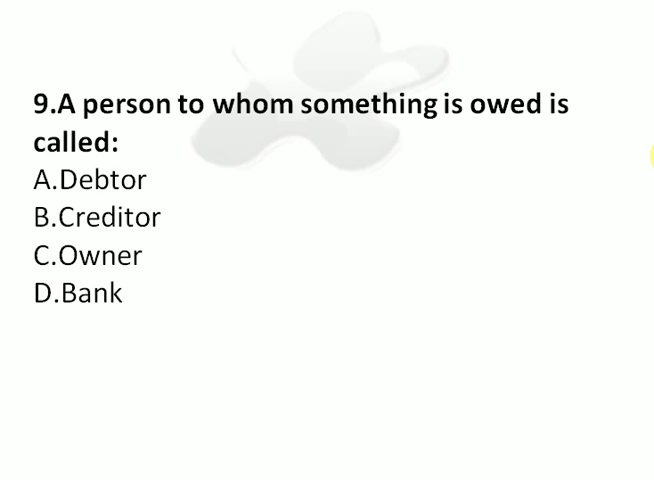 9.A person to whom something is owed is
called:
A.Debtor
B.Creditor
C.Owner
D.Bank